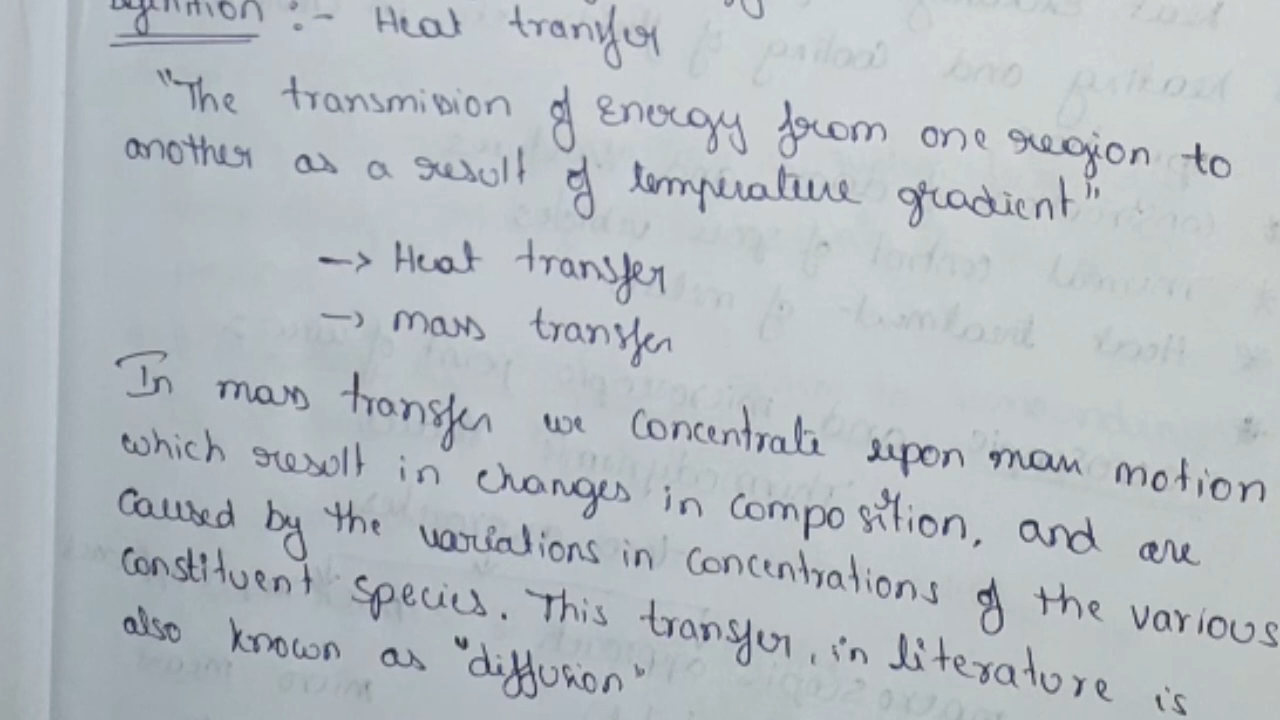 Definition :- Heat transfer
"The transmission of Energy from one region to
another as a result of temperature gradient"
→ Heat transfer
→ mass transfer
In mass transfer we concentrate upon mass motion
which result in changes in composition, and are
caused by the variations in concentrations of the various
constituent species. This transfer, in literature is
also known as "diffusion"